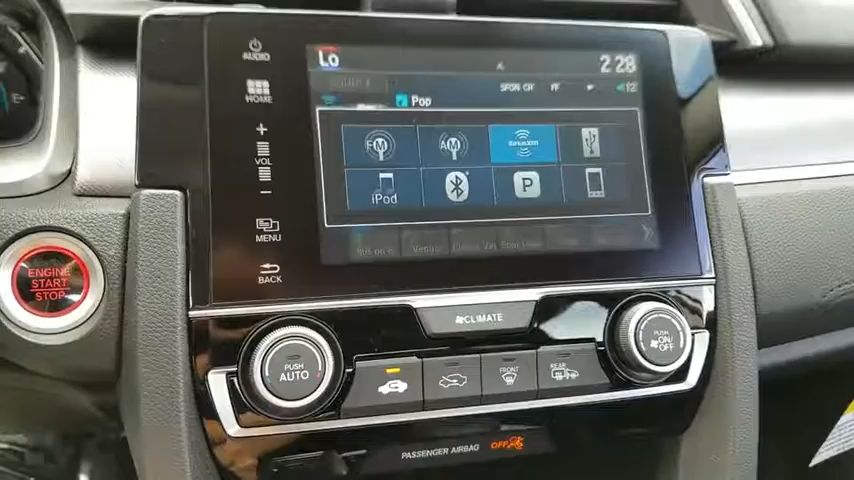 AUDIO
HOME
VOL
MENU
BACK
Lo
2 28
Pop
12
FM
AM
siriusxm
iPod
P
ENGINE
START
STOP
CLIMATE
PUSH
AUTO
FRONT
REAR
PUSH
ON
OFF
PASSENGER AIRBAG
OFF